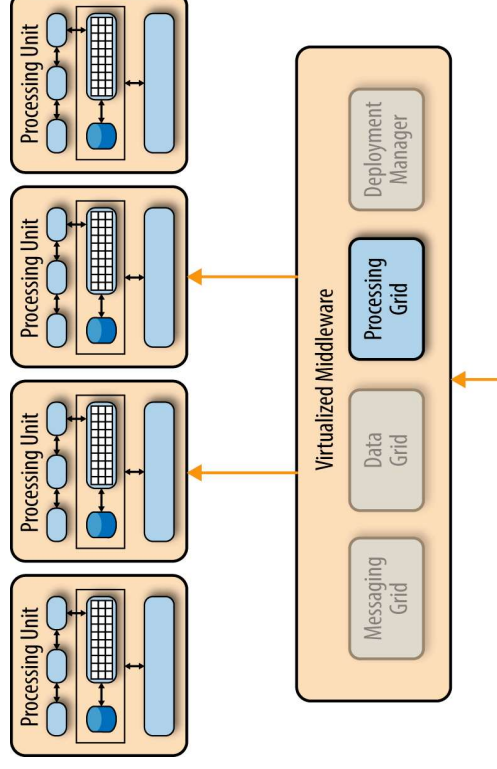 Processing Unit
Processing Unit
Processing Unit
Processing Unit
Virtualized Middleware
Messaging
Grid
Data
Grid
Processing
Grid
Deployment
Manager